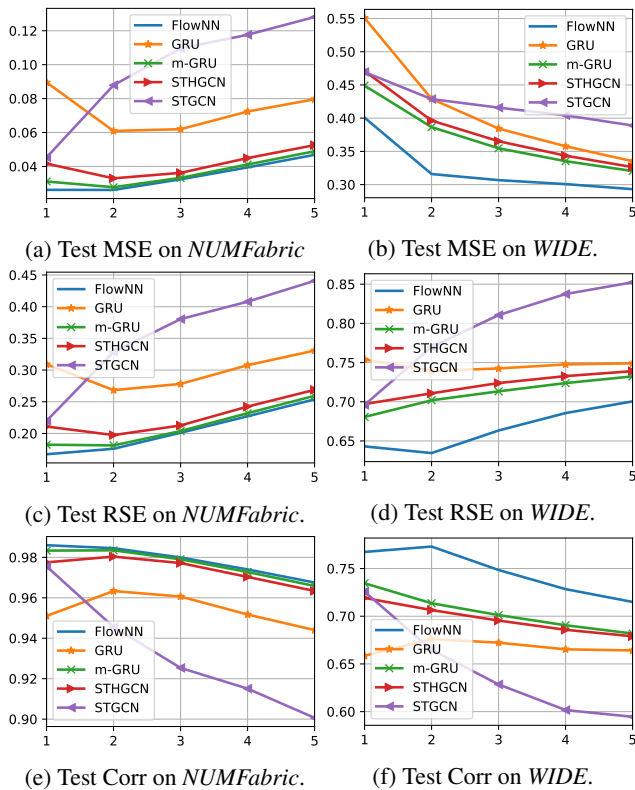 0.12
0.10
0.08
0.06
0.04
FlowNN
GRU
m-GRU
STHGCN
STGCN
1 2 3 4 5
(a) Test MSE on NUMFabric
0.55
0.50
0.45
0.40
0.35
0.30
FlowNN
GRU
m-GRU
STHGCN
STGCN
1 2 3 4 5
(b) Test MSE on WIDE.
0.45
0.40
0.35
0.30
0.25
0.20
FlowNN
GRU
m-GRU
STHGCN
STGCN
1 2 3 4 5
(c) Test RSE on NUMFabric.
0.85
0.80
0.75
0.70
0.65
FlowNN
GRU
m-GRU
STHGCN
STGCN
1 2 3 4 5
(d) Test RSE on WIDE.
0.98
0.96
0.94
0.92
0.90
FlowNN
GRU
m-GRU
STHGCN
STGCN
1 2 3 4 5
(e) Test Corr on NUMFabric.
0.75
0.70
0.65
0.60
FlowNN
GRU
m-GRU
STHGCN
STGCN
1 2 3 4 5
(f) Test Corr on WIDE.